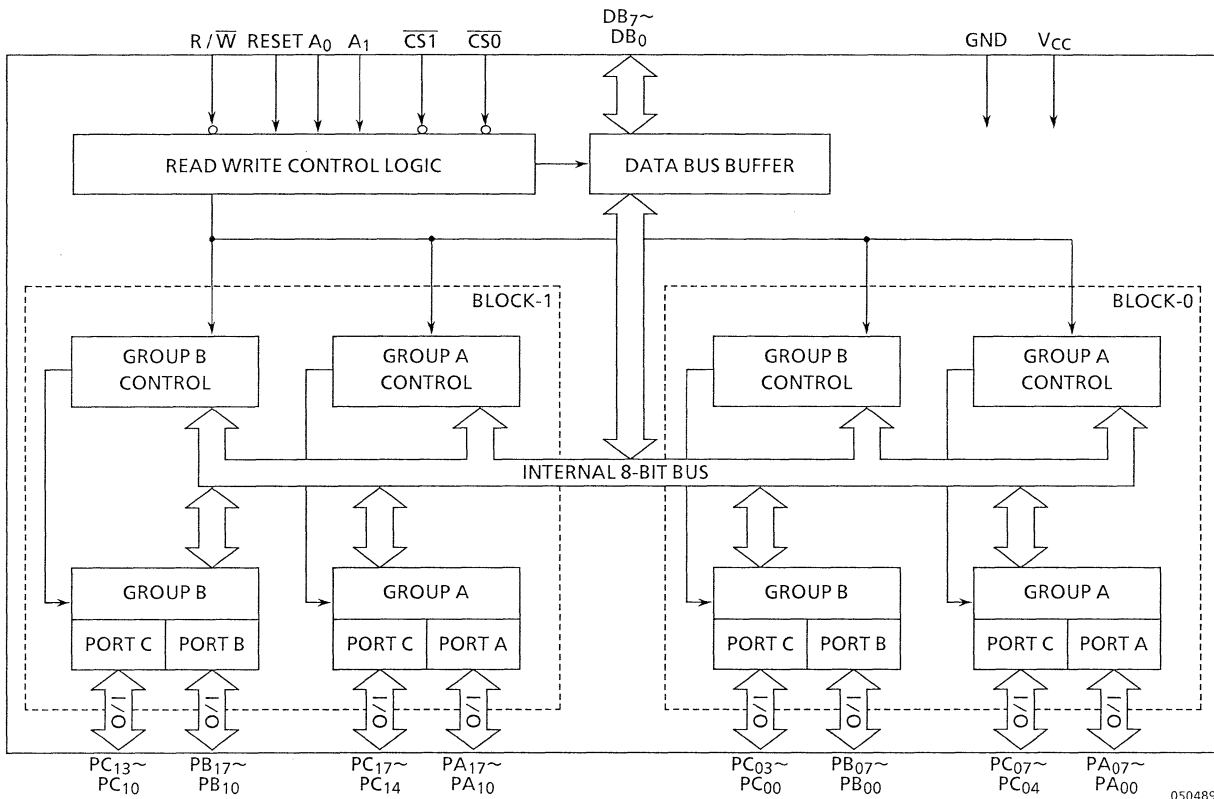 DB7~
DB0
R / W̅ RESET A0 A1 C̅S̅1̅ C̅S̅0̅ GND VCC
READ WRITE CONTROL LOGIC DATA BUS BUFFER
BLOCK-1 BLOCK-0
GROUP B GROUP A GROUP B GROUP A
CONTROL CONTROL CONTROL CONTROL
INTERNAL 8-BIT BUS
GROUP B GROUP A GROUP B GROUP A
PORT C PORT B PORT C PORT A PORT C PORT B PORT C PORT A
I/O I/O I/O I/O I/O I/O I/O I/O
PC13~ PB17~ PC17~ PA17~ PC03~ PB07~ PC07~ PA07~
PC10 PB10 PC14 PA10 PC00 PB00 PC04 PA00
050489